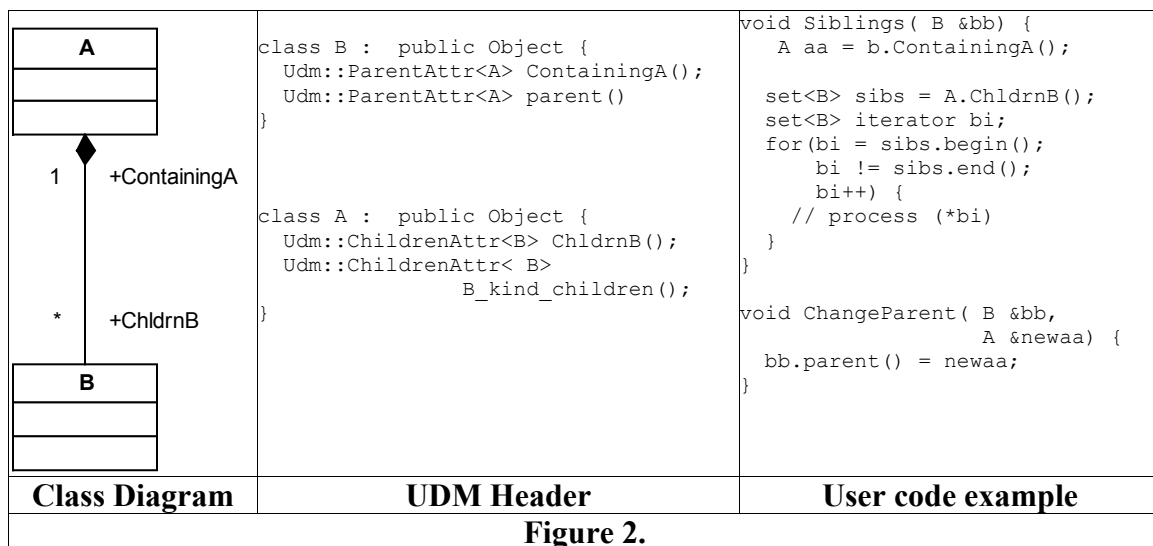 A
1
+ContainingA
*
+ChldrnB
B
class B :  public Object {
  Udm::ParentAttr<A> ContainingA();
  Udm::ParentAttr<A> parent()
}
class A :  public Object {
  Udm::ChildrenAttr<B> ChldrnB();
  Udm::ChildrenAttr< B>
                B_kind_children();
}
void Siblings( B &bb) {
   A aa = b.ContainingA();
  set<B> sibs = A.ChldrnB();
  set<B> iterator bi;
  for(bi = sibs.begin();
      bi != sibs.end();
      bi++) {
    // process (*bi)
  }
}
void ChangeParent( B &bb,
                   A &newaa) {
  bb.parent() = newaa;
}
Class Diagram
UDM Header
User code example
Figure 2.